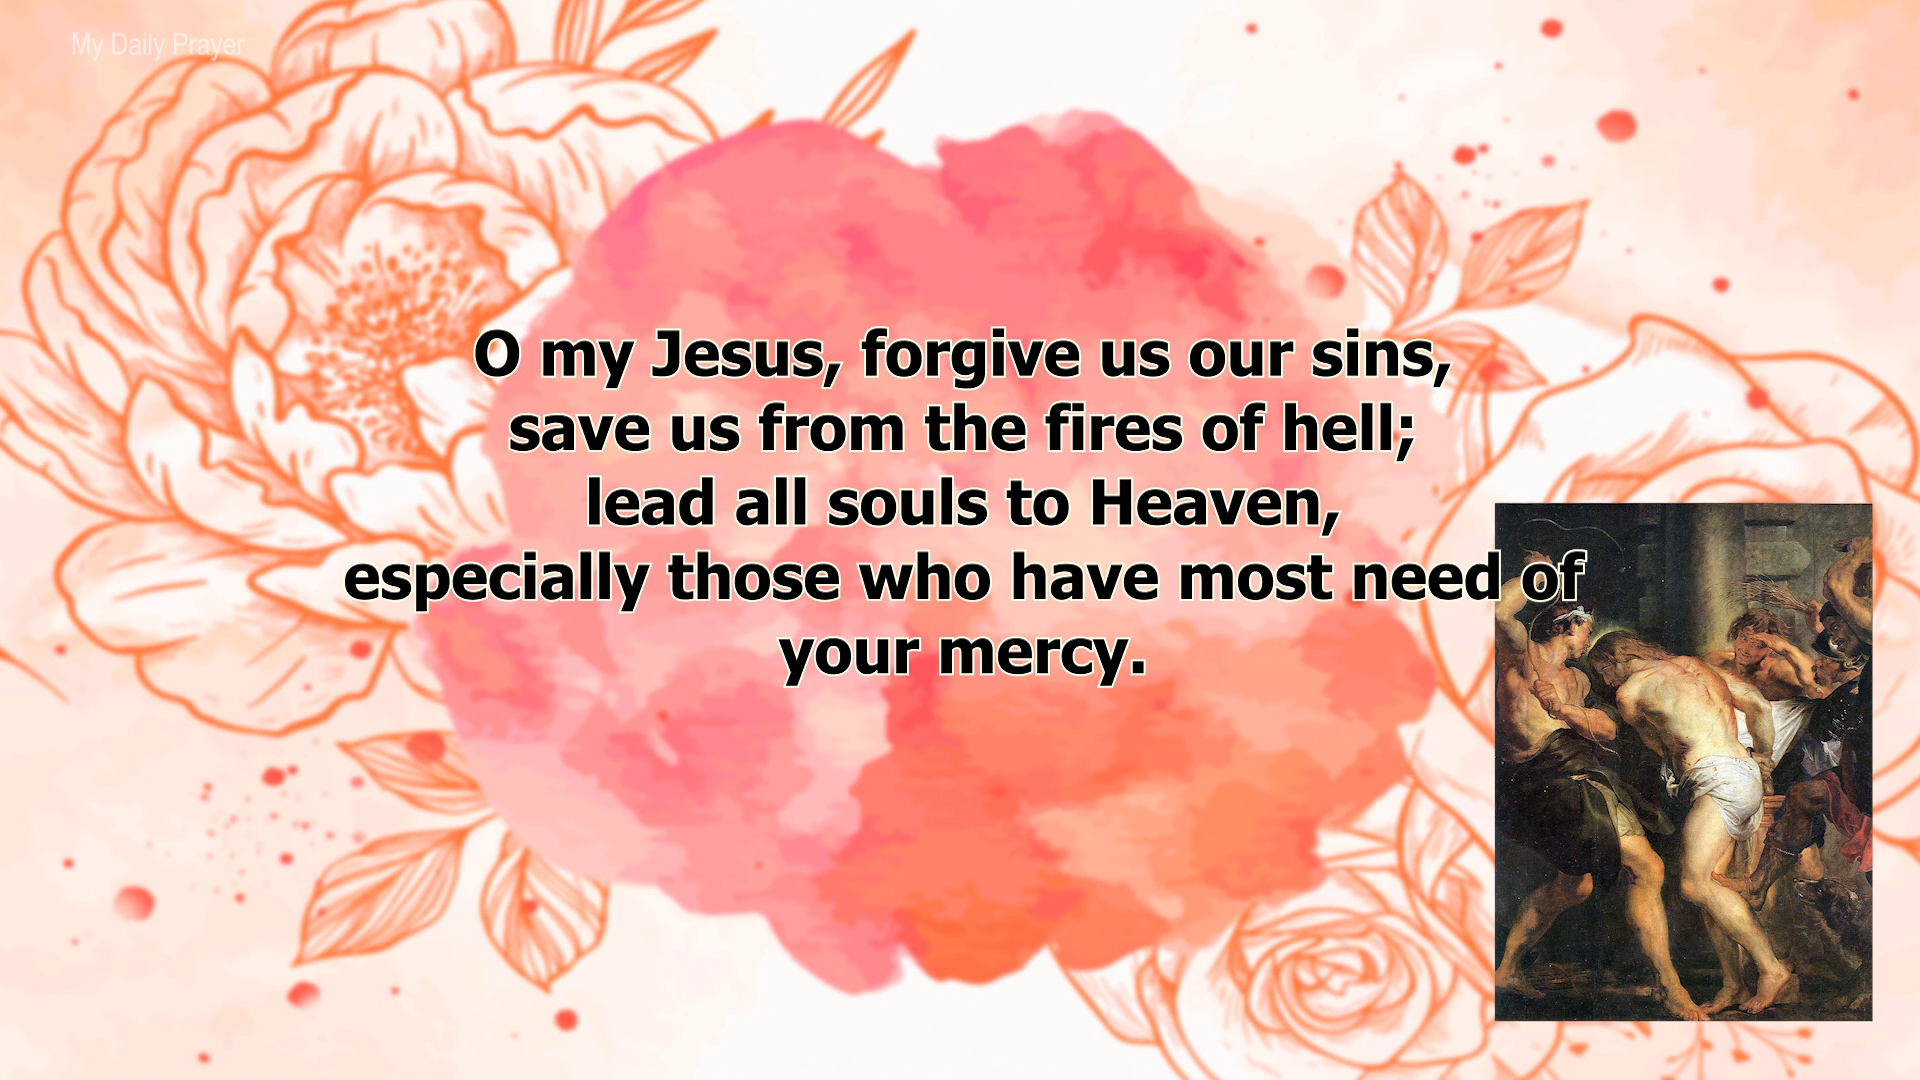 My Daily Prayer
O my Jesus, forgive us our sins,
save us from the fires of hell;
lead all souls to Heaven,
especially those who have most need of
your mercy.